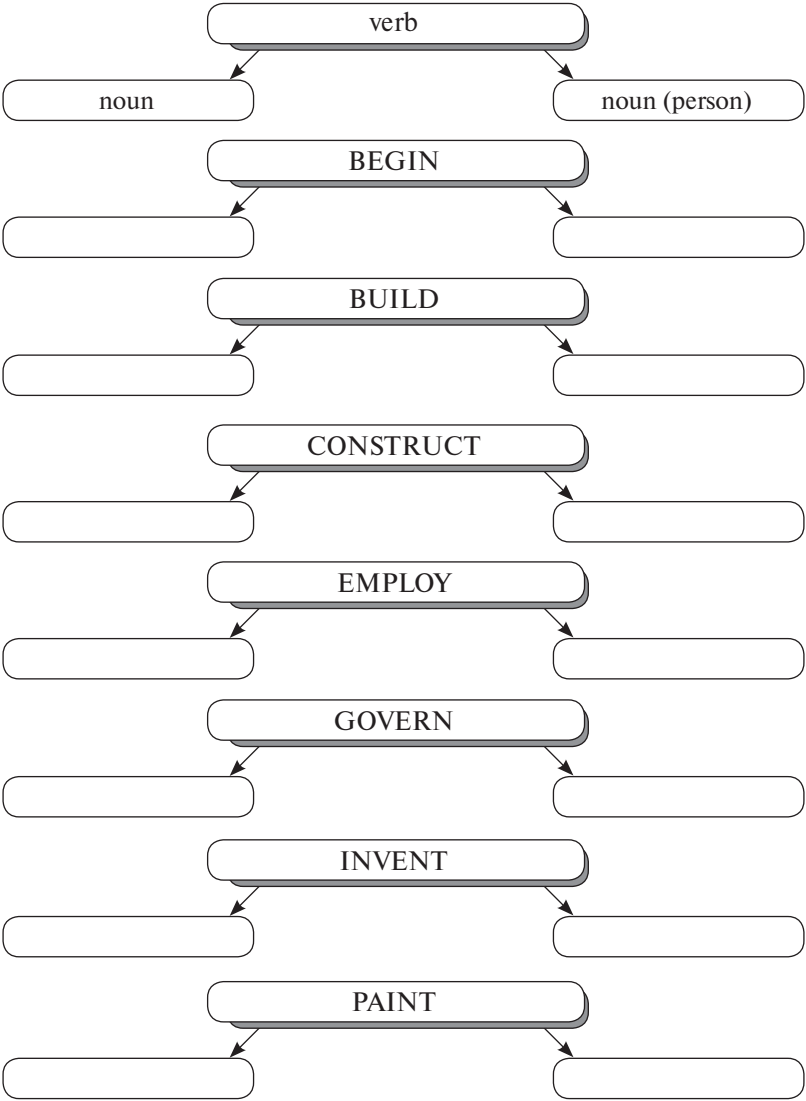 verb
noun
noun (person)
BEGIN
BUILD
CONSTRUCT
EMPLOY
GOVERN
INVENT
PAINT